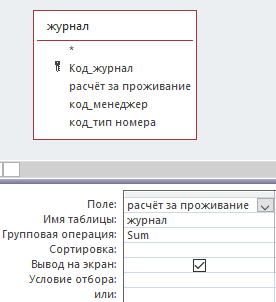 журнал
*
Код_журнал
расчёт за проживание
код_менеджер
код_тип номера
Поле: расчёт за проживание
Имя таблицы: журнал
Групповая операция: Sum
Сортировка:
Вывод на экран:
Условие отбора:
или: